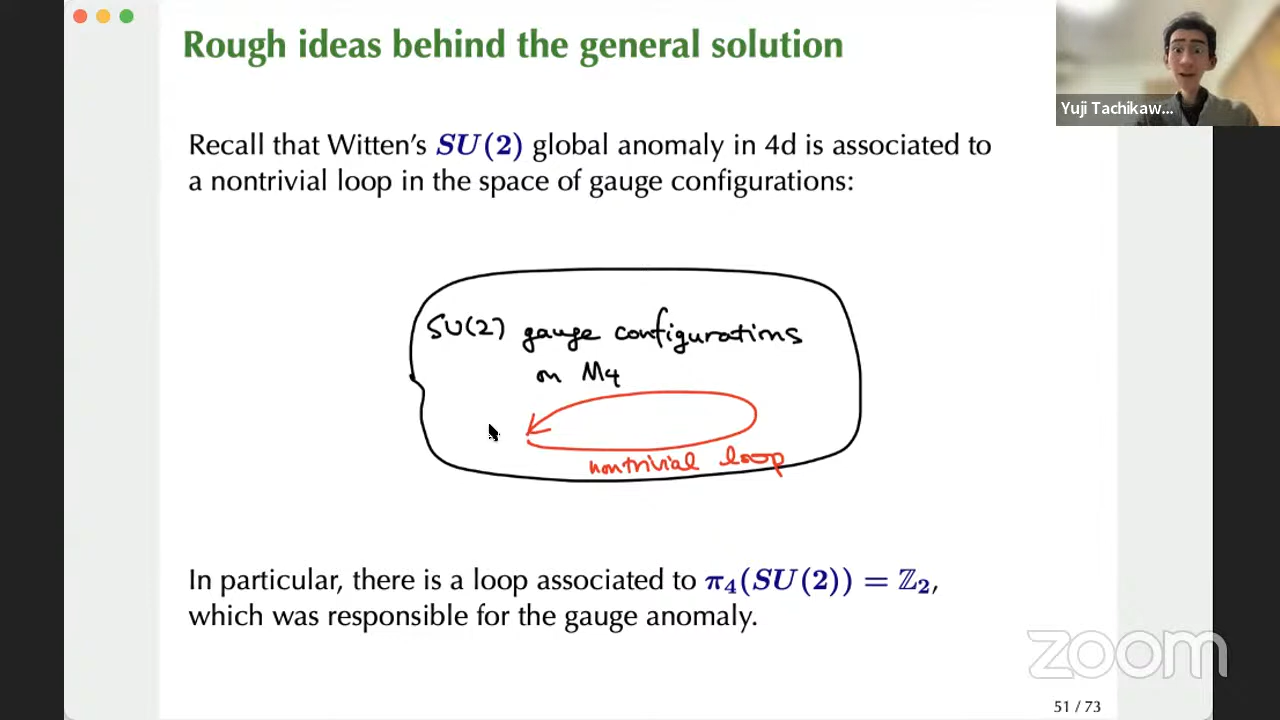 Rough ideas behind the general solution
Yuji Tachikaw...
Recall that Witten's SU(2) global anomaly in 4d is associated to
a nontrivial loop in the space of gauge configurations:
SU(2) gauge configurations
on M4
nontrivial loop
In particular, there is a loop associated to π₄(SU(2)) = ℤ₂,
which was responsible for the gauge anomaly.
zoom
51 / 73